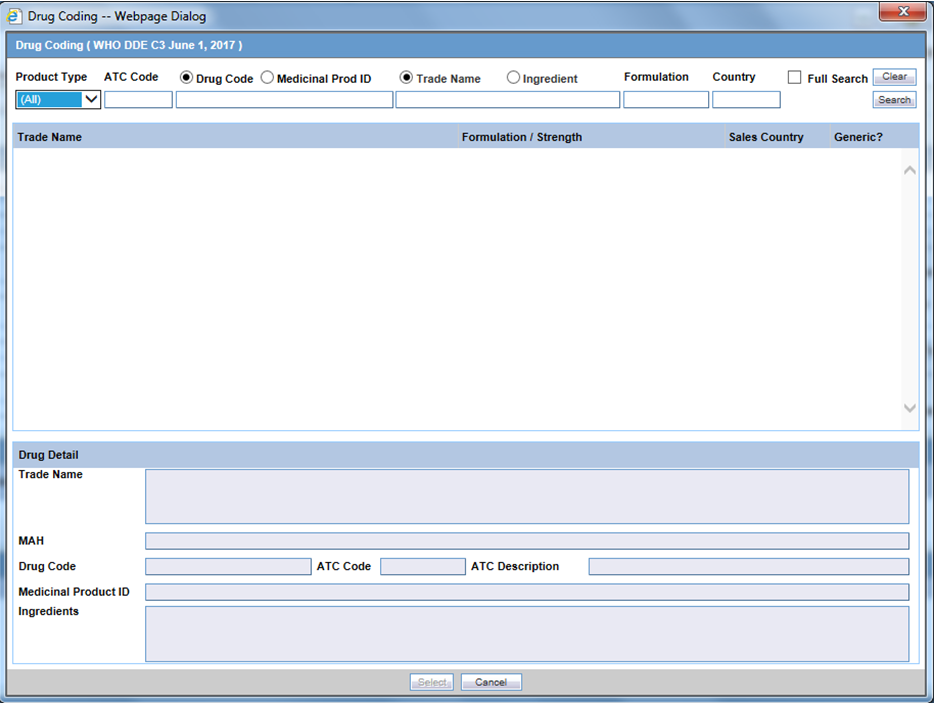 Drug Coding -- Webpage Dialog
Drug Coding ( WHO DDE C3 June 1, 2017 )
Product Type ATC Code Drug Code Medicinal Prod ID Trade Name Ingredient Formulation Country Full Search Clear
(All) Search
Trade Name Formulation / Strength Sales Country Generic?
Drug Detail
Trade Name
MAH
Drug Code ATC Code ATC Description
Medicinal Product ID
Ingredients
Select Cancel